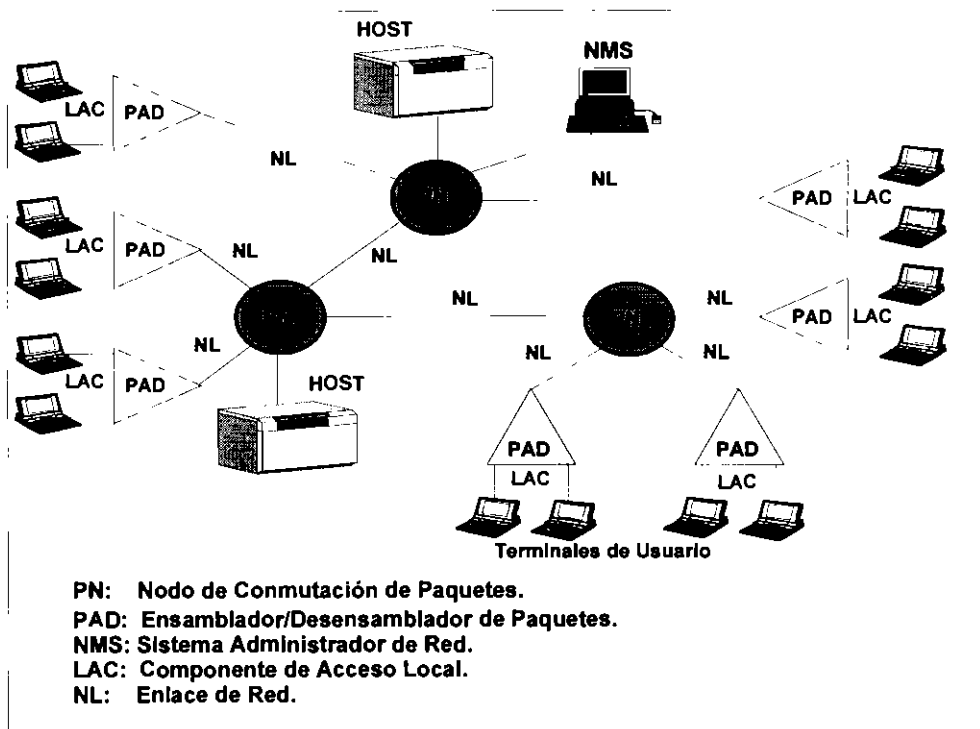 HOST
NMS
LAC PAD
NL
NL
PAD LAC
LAC PAD
NL
NL
NL
NL
PAD LAC
NL
NL
NL
LAC PAD
HOST
PAD
PAD
LAC
LAC
Terminales de Usuario
PN: Nodo de Conmutación de Paquetes.
PAD: Ensamblador/Desensamblador de Paquetes.
NMS: Sistema Administrador de Red.
LAC: Componente de Acceso Local.
NL: Enlace de Red.